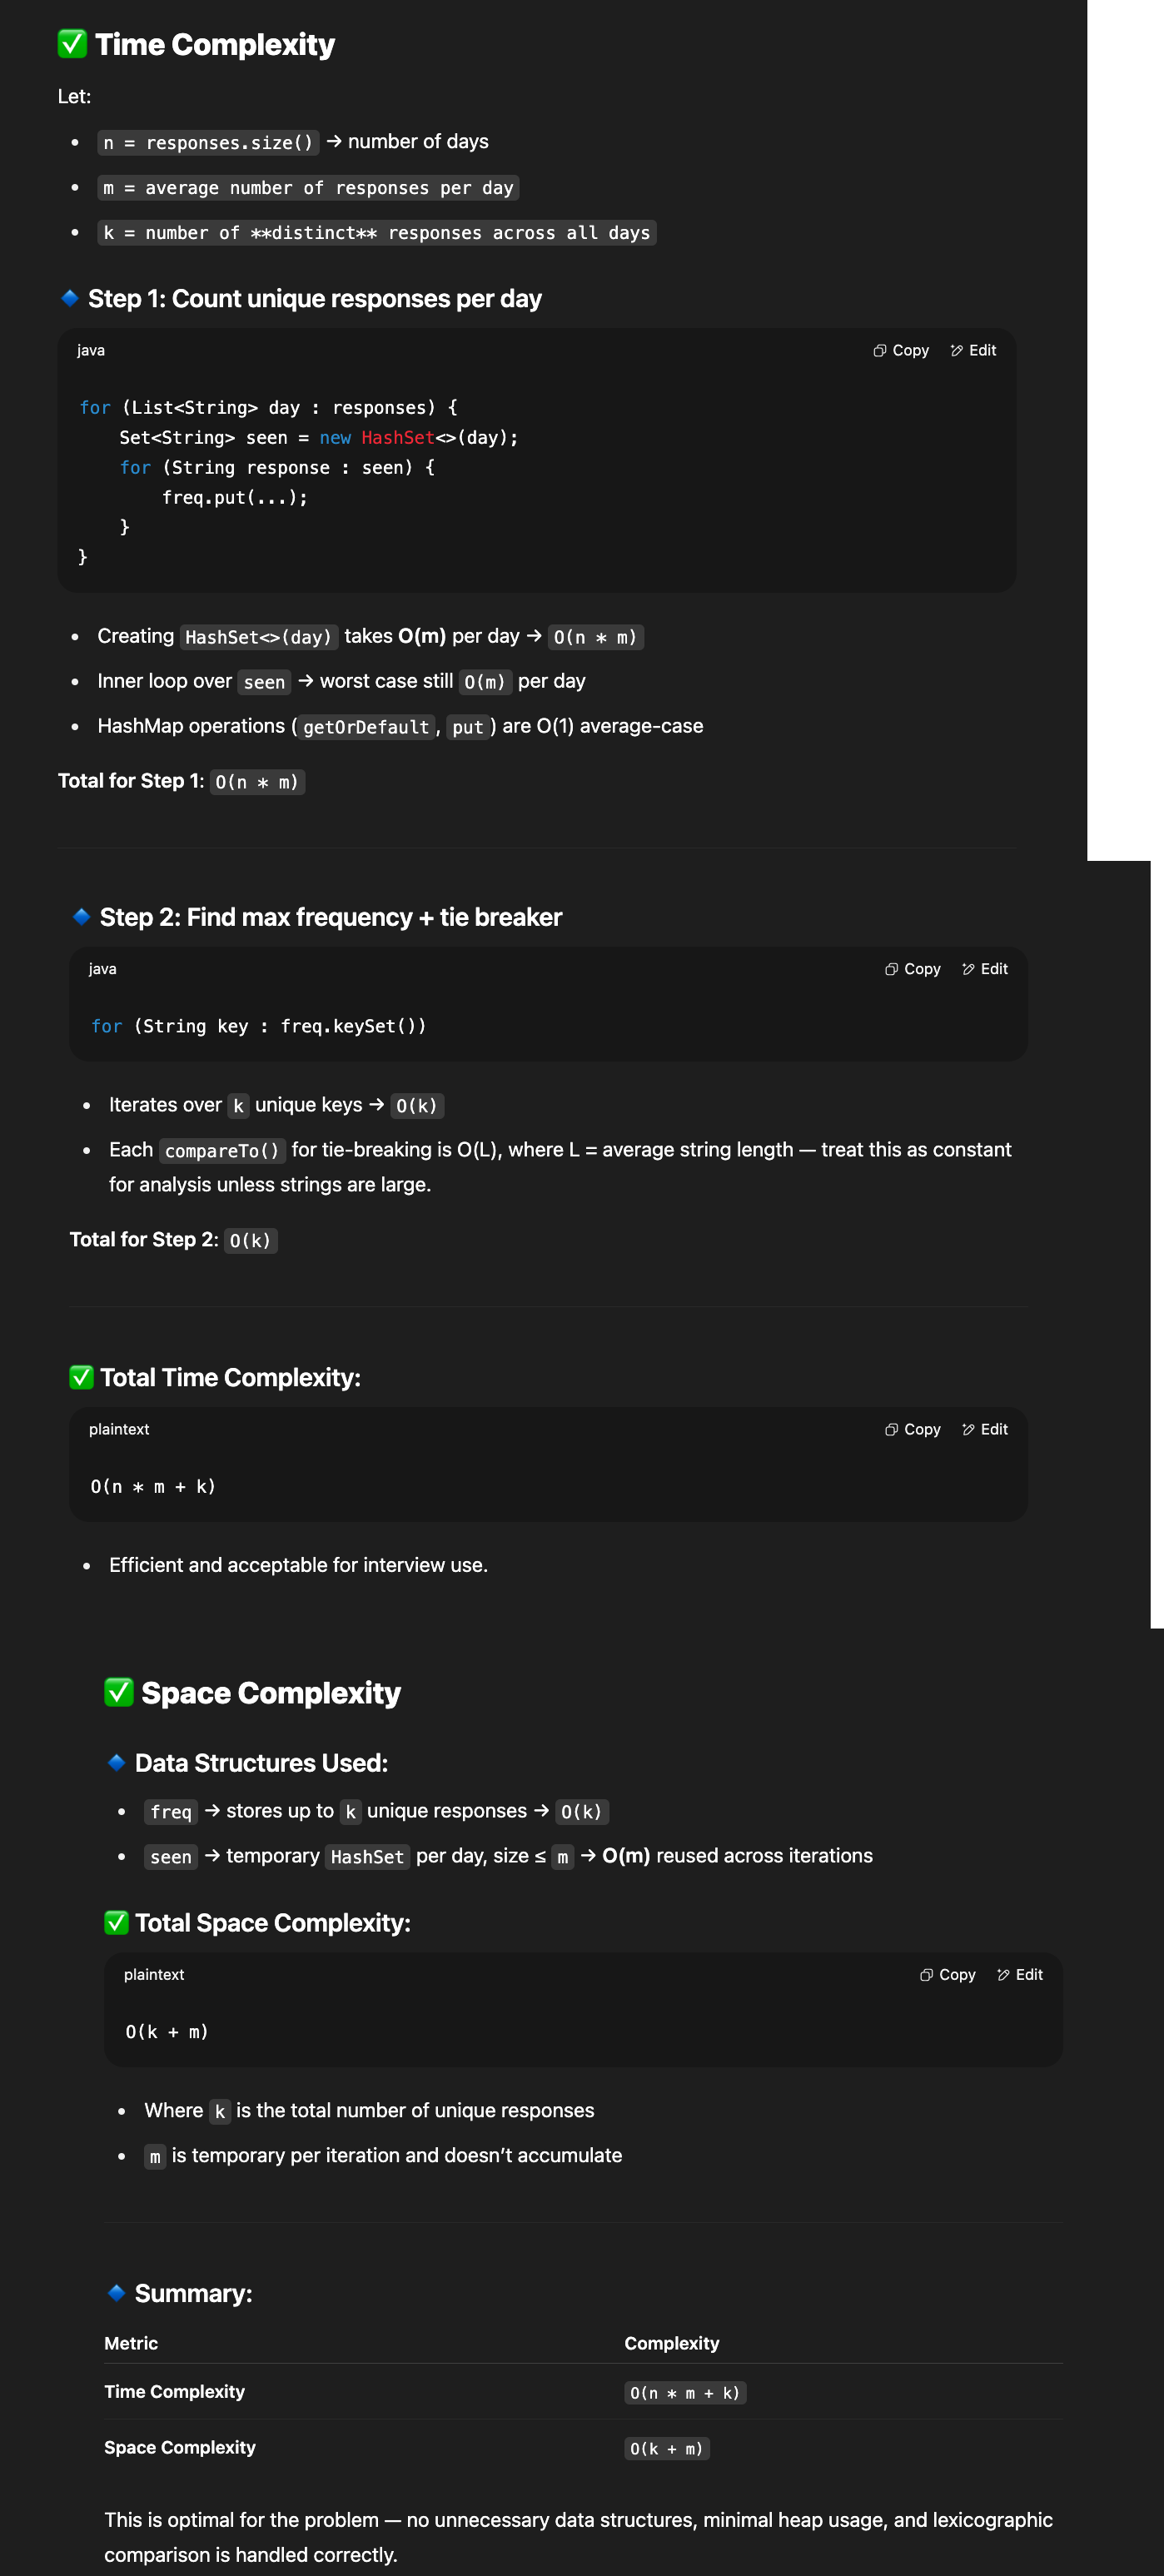 ✅ Time Complexity
Let:
• n = responses.size() → number of days
• m = average number of responses per day
• k = number of **distinct** responses across all days
🔹 Step 1: Count unique responses per day
java Copy Edit
for (List<String> day : responses) {
    Set<String> seen = new HashSet<>(day);
    for (String response : seen) {
        freq.put(...);
    }
}
• Creating HashSet<>(day) takes O(m) per day → O(n * m)
• Inner loop over seen → worst case still O(m) per day
• HashMap operations (getOrDefault, put) are O(1) average-case
Total for Step 1: O(n * m)
🔹 Step 2: Find max frequency + tie breaker
java Copy Edit
for (String key : freq.keySet())
• Iterates over k unique keys → O(k)
• Each compareTo() for tie-breaking is O(L), where L = average string length — treat this as constant
for analysis unless strings are large.
Total for Step 2: O(k)
✅ Total Time Complexity:
plaintext Copy Edit
O(n * m + k)
• Efficient and acceptable for interview use.
✅ Space Complexity
🔹 Data Structures Used:
• freq → stores up to k unique responses → O(k)
• seen → temporary HashSet per day, size ≤ m → O(m) reused across iterations
✅ Total Space Complexity:
plaintext Copy Edit
O(k + m)
• Where k is the total number of unique responses
• m is temporary per iteration and doesn’t accumulate
🔹 Summary:
Metric Complexity
Time Complexity O(n * m + k)
Space Complexity O(k + m)
This is optimal for the problem — no unnecessary data structures, minimal heap usage, and lexicographic
comparison is handled correctly.